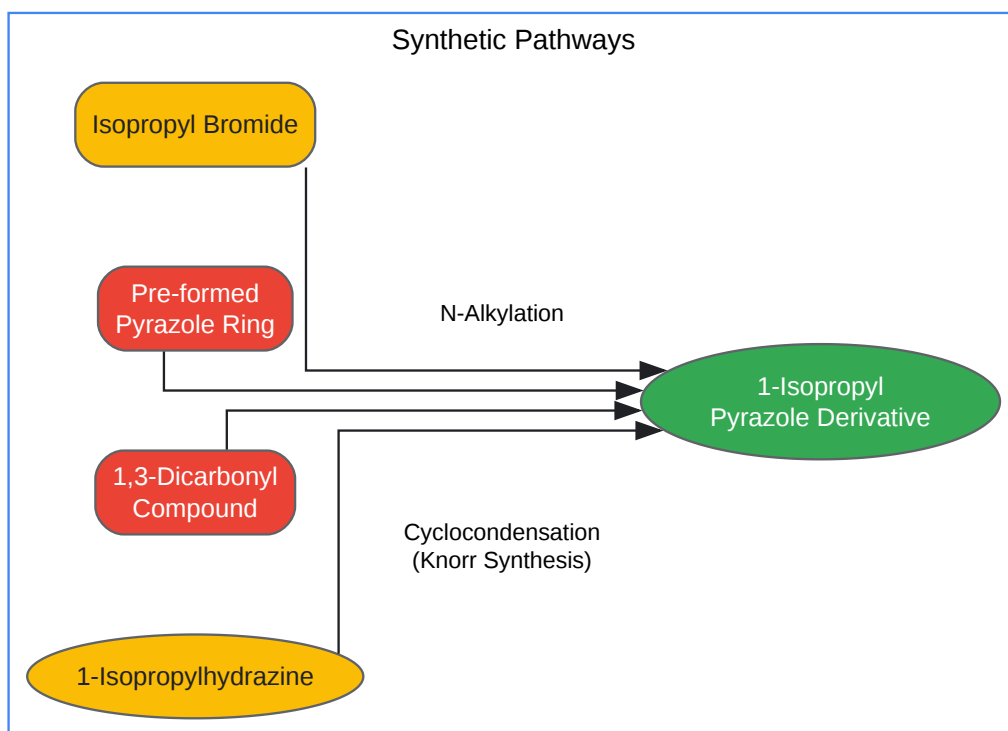 Synthetic Pathways
Isopropyl Bromide
Pre-formed
Pyrazole Ring
N-Alkylation
1-Isopropyl
Pyrazole Derivative
1,3-Dicarbonyl
Compound
Cyclocondensation
(Knorr Synthesis)
1-Isopropylhydrazine